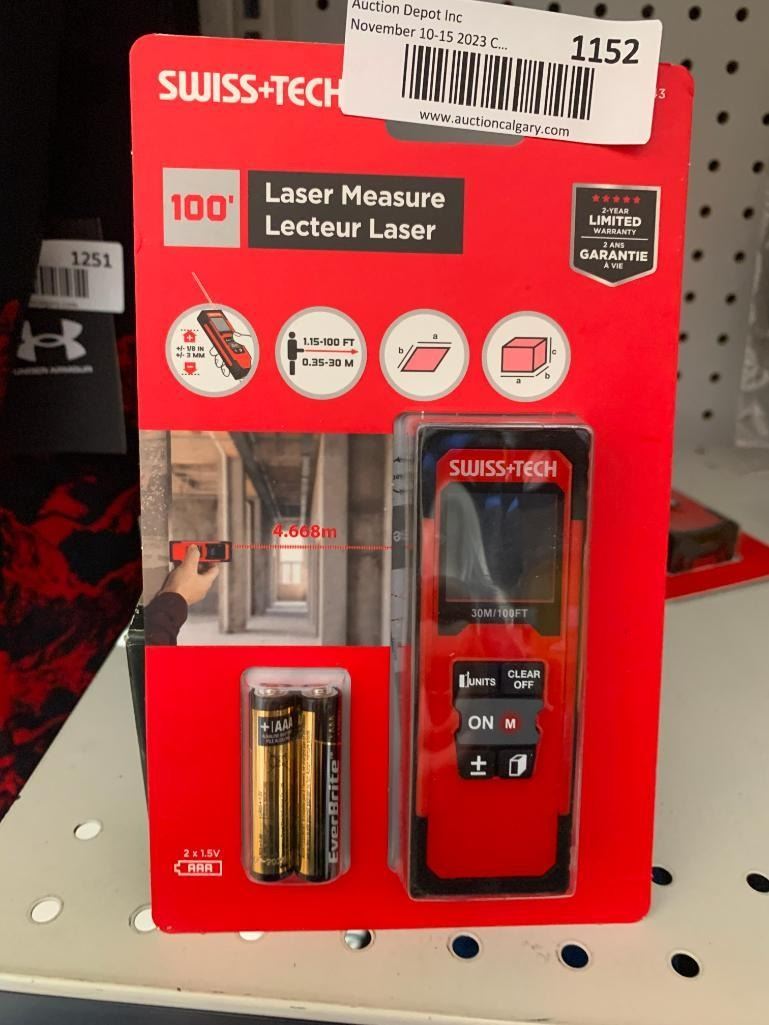 Auction Depot Inc
November 10-15 2023 C...
1152
www.auctioncalgary.com
SWISS+TECH
100'
Laser Measure
Lecteur Laser
2-YEAR
LIMITED
WARRANTY
2 ANS
GARANTIE
À VIE
1251
UNDER ARMOUR
+/- 1/8 IN
+/- 3 MM
1.15-100 FT
0.35-30 M
a
b
a
b
c
4.668m
SWISS+TECH
30M/100FT
UNITS
CLEAR
OFF
ON M
±
+ AAA
EverBrite
2 x 1.5V
AAA